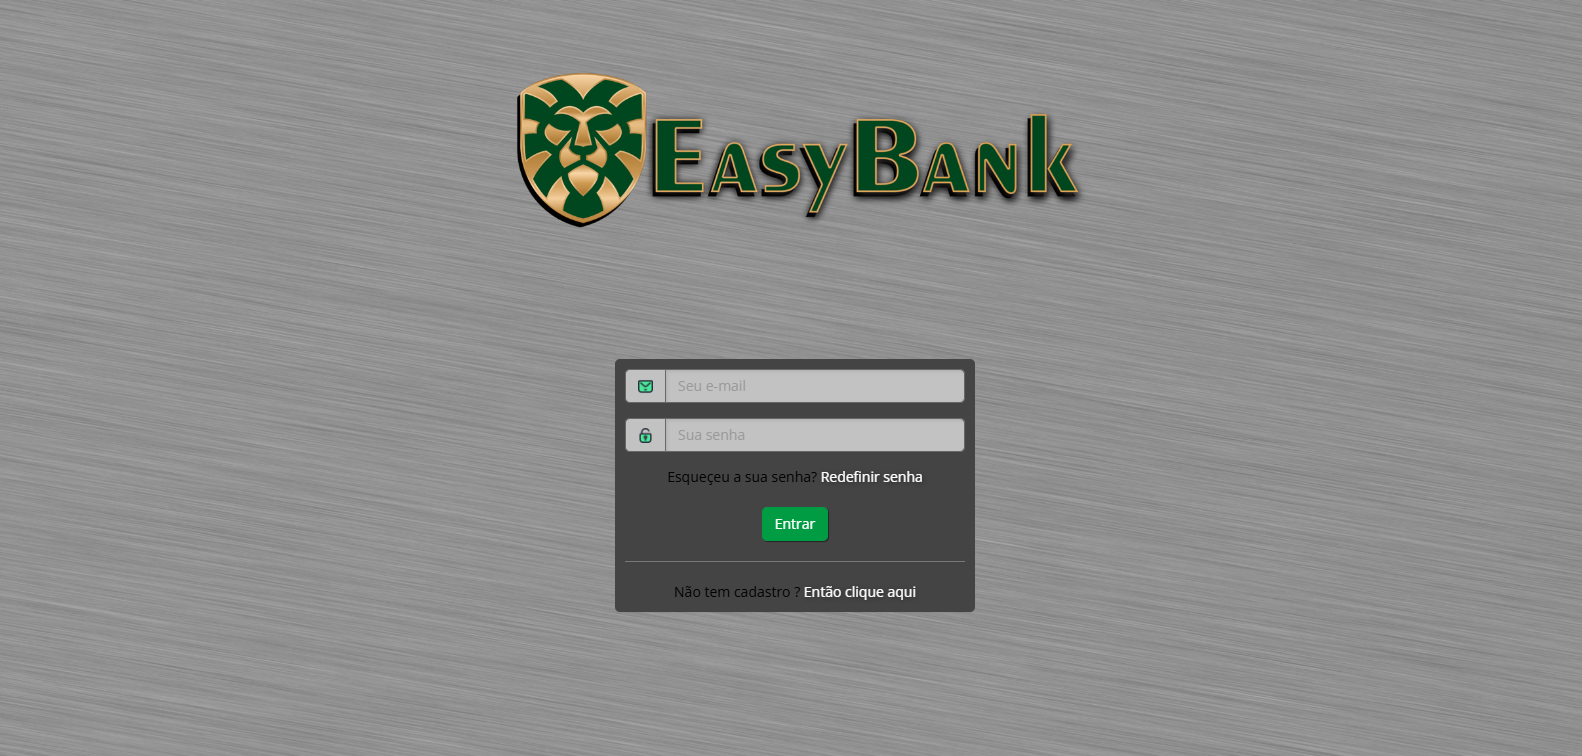 EasyBank
Seu e-mail
Sua senha
Esqueçeu a sua senha? Redefinir senha
Entrar
Não tem cadastro ? Então clique aqui